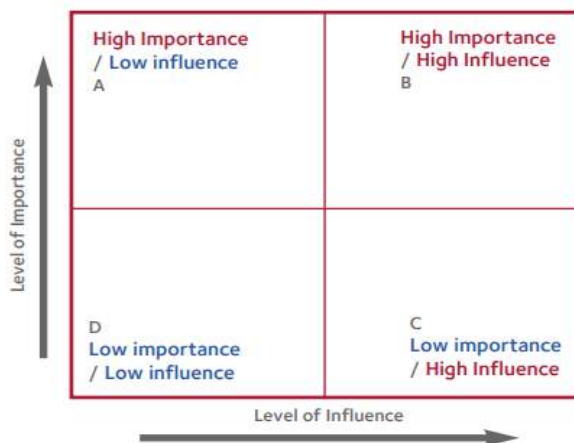 High Importance
/ Low influence
A
High Importance
/ High Influence
B
Level of Importance
D
Low importance
/ Low influence
C
Low importance
/ High Influence
Level of Influence